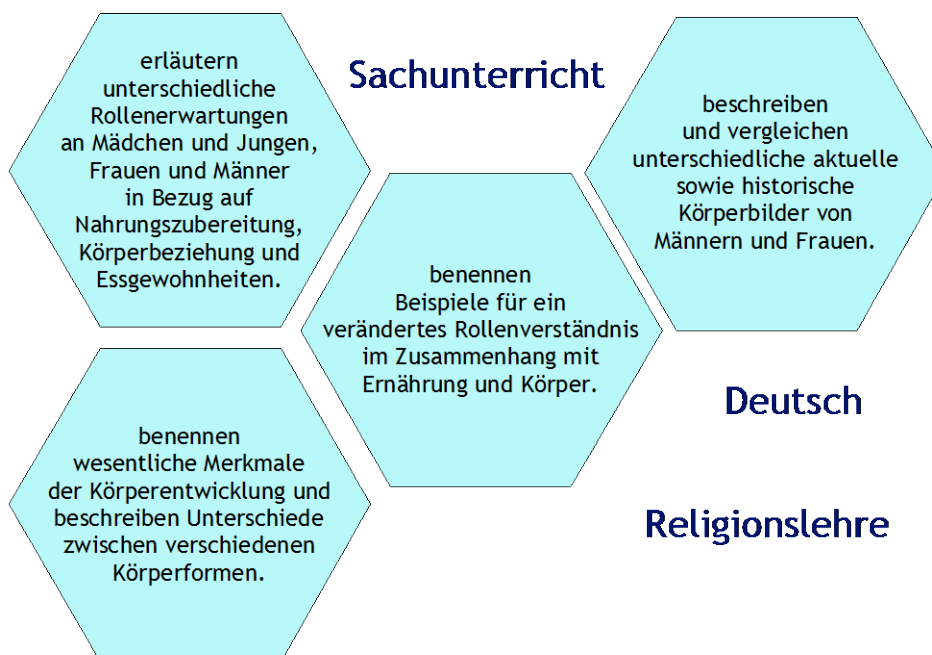 erläutern
unterschiedliche
Rollenerwartungen
an Mädchen und Jungen,
Frauen und Männer
in Bezug auf
Nahrungszubereitung,
Körperbeziehung und
Essgewohnheiten.
Sachunterricht
beschreiben
und vergleichen
unterschiedliche aktuelle
sowie historische
Körperbilder von
Männern und Frauen.
benennen
Beispiele für ein
verändertes Rollenverständnis
im Zusammenhang mit
Ernährung und Körper.
Deutsch
benennen
wesentliche Merkmale
der Körperentwicklung und
beschreiben Unterschiede
zwischen verschiedenen
Körperformen.
Religionslehre